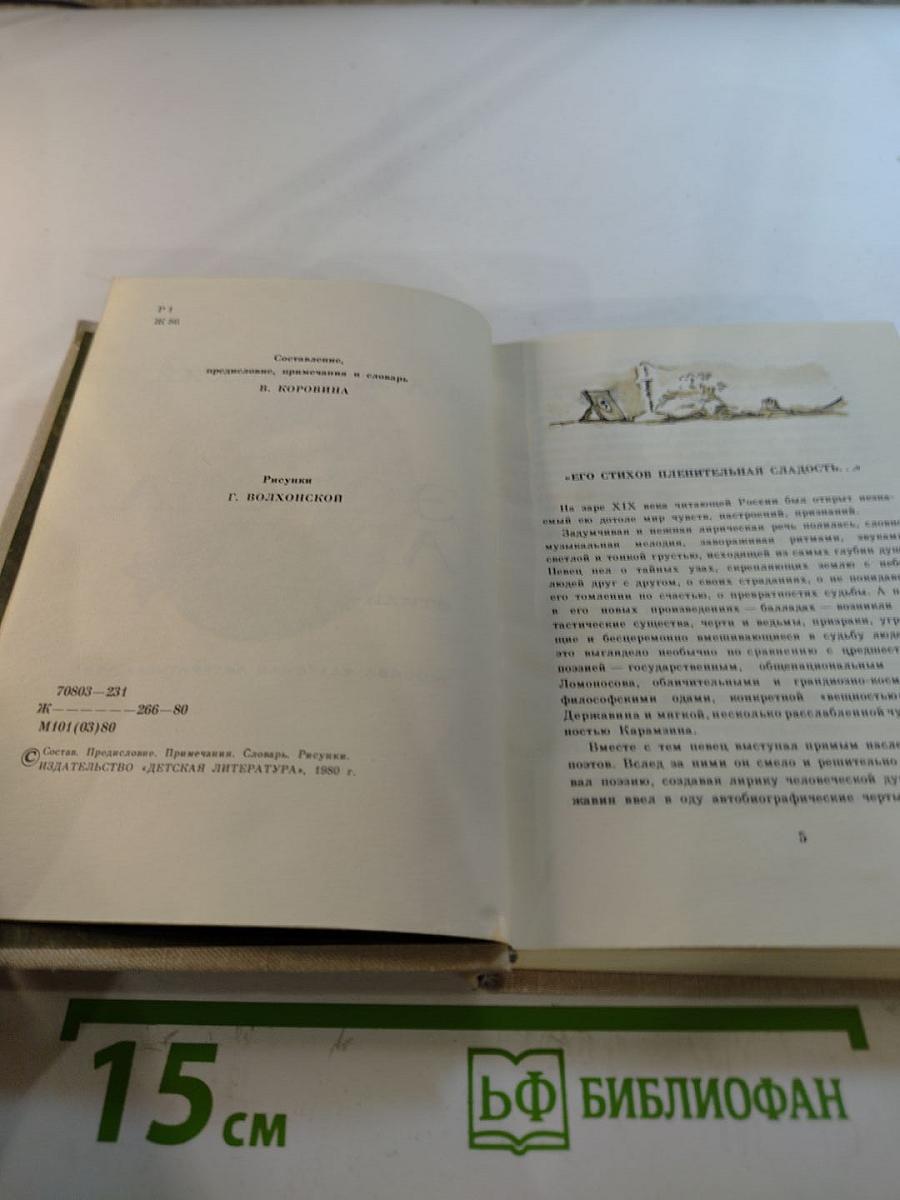 Р 1
Ж 86
Составление,
предисловие, примечания и словарь
В. КОРОВИНА
Рисунки
Г. ВОЛХОНСКОЙ
70803—231
Ж——————266—80
М101(03)80
© Состав. Предисловие. Примечания. Словарь. Рисунки.
ИЗДАТЕЛЬСТВО «ДЕТСКАЯ ЛИТЕРАТУРА», 1980 г.
«ЕГО СТИХОВ ПЛЕНИТЕЛЬНАЯ СЛАДОСТЬ...»
На заре XIX века читающей России был открыт незна-
емый ею дотоле мир чувств, настроений, признаний.
Задумчивая и нежная лирическая речь полилась, словно
музыкальная мелодия, завораживая ритмами, звуками
светлой и тонкой грустью, исходящей из самых глубин душ
Певец пел о тайных узах, скрепляющих землю с неб
людей друг с другом, о своих страданиях, о не покидав
его томлении по счастью, о превратностях судьбы. А и
в его новых произведениях — балладах — возникли
тастические существа, черти и ведьмы, призраки, угр
щие и бесцеремонно вмешивающиеся в судьбу люде
это выглядело необычно по сравнению с предшест
поэзией — государственным, общенациональным
Ломоносова, обличительными и грандиозно-косм
философскими одами, конкретной «вещностью
Державина и мягкой, несколько расслабленной чу
ностью Карамзина.
Вместе с тем певец выступал прямым насле
поэтов. Вслед за ними он смело и решительно
вал поэзию, создавая лирику человеческой ду
жавин ввел в оду автобиографические черты
5
15 см
БФ БИБЛИОФАН